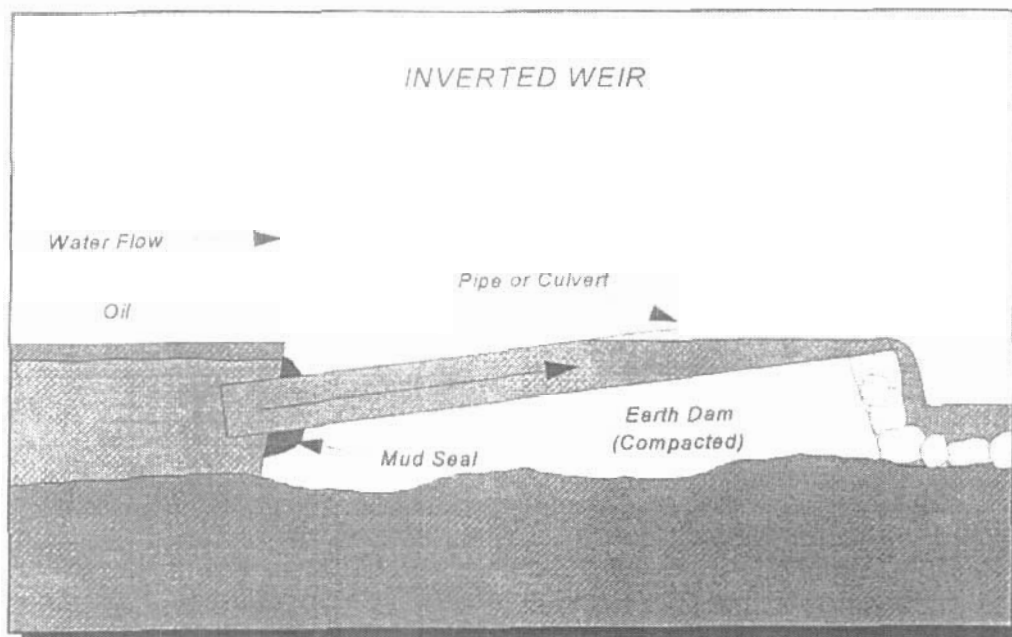 INVERTED WEIR
Water Flow
Pipe or Culvert
Oil
Earth Dam
(Compacted)
Mud Seal